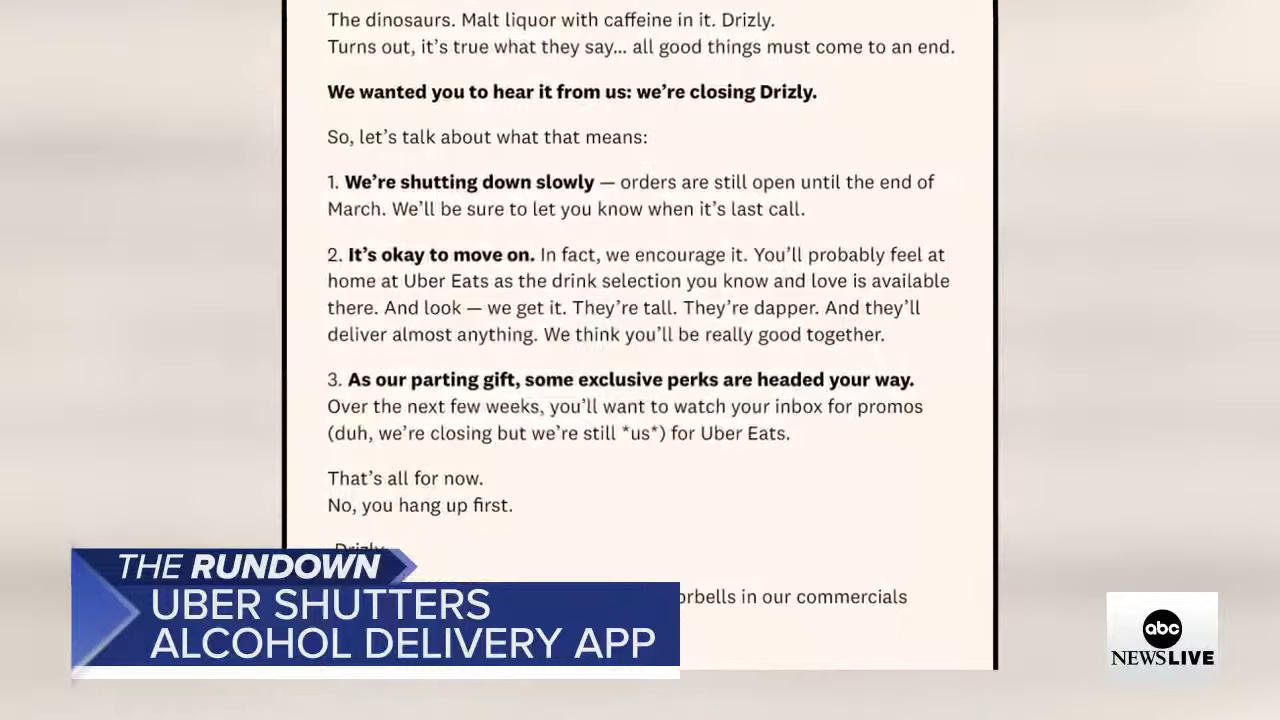 The dinosaurs. Malt liquor with caffeine in it. Drizly.
Turns out, it's true what they say... all good things must come to an end.
We wanted you to hear it from us: we're closing Drizly.
So, let's talk about what that means:
1. We're shutting down slowly — orders are still open until the end of
March. We'll be sure to let you know when it's last call.
2. It's okay to move on. In fact, we encourage it. You'll probably feel at
home at Uber Eats as the drink selection you know and love is available
there. And look — we get it. They're tall. They're dapper. And they'll
deliver almost anything. We think you'll be really good together.
3. As our parting gift, some exclusive perks are headed your way.
Over the next few weeks, you'll want to watch your inbox for promos
(duh, we're closing but we're still *us*) for Uber Eats.
That's all for now.
No, you hang up first.
Drizly
orbells in our commercials
THE RUNDOWN
UBER SHUTTERS
ALCOHOL DELIVERY APP
abc
NEWSLIVE